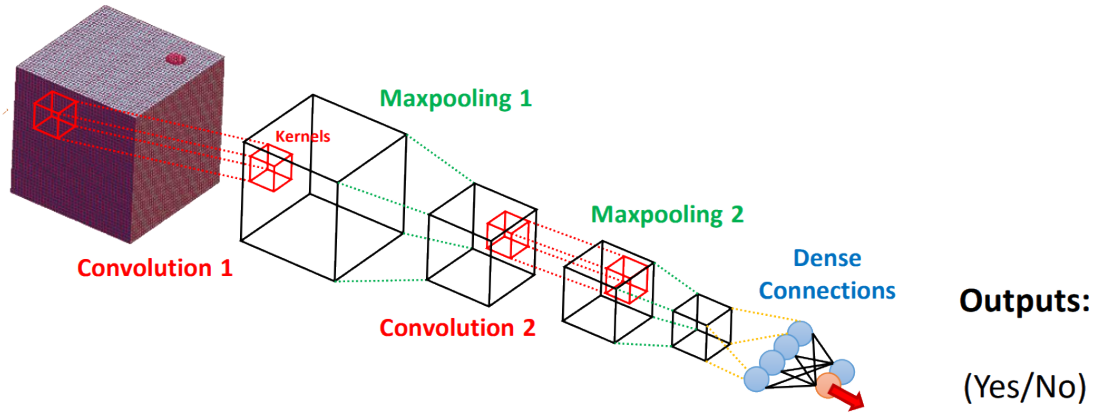 Maxpooling 1
Kernels
Convolution 1
Maxpooling 2
Convolution 2
Dense
Connections
Outputs:
(Yes/No)